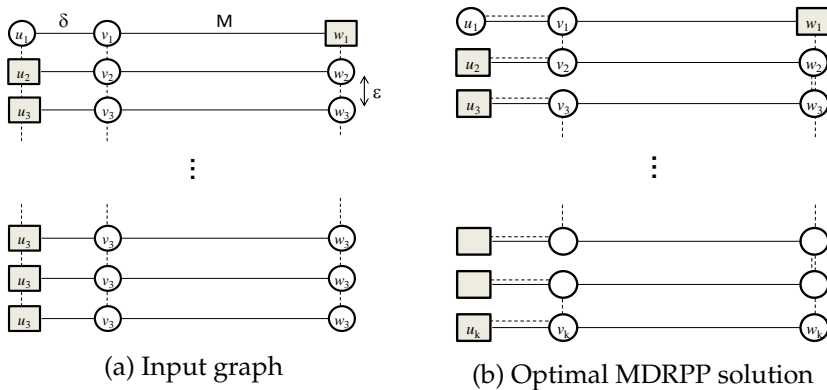 δ M
u1 v1 w1
u2 v2 w2
ε
u3 v3 w3
⋮
u3 v3 w3
u3 v3 w3
u3 v3 w3
(a) Input graph
u1 v1 w1
u2 v2 w2
u3 v3 w3
⋮
uk vk wk
(b) Optimal MDRPP solution